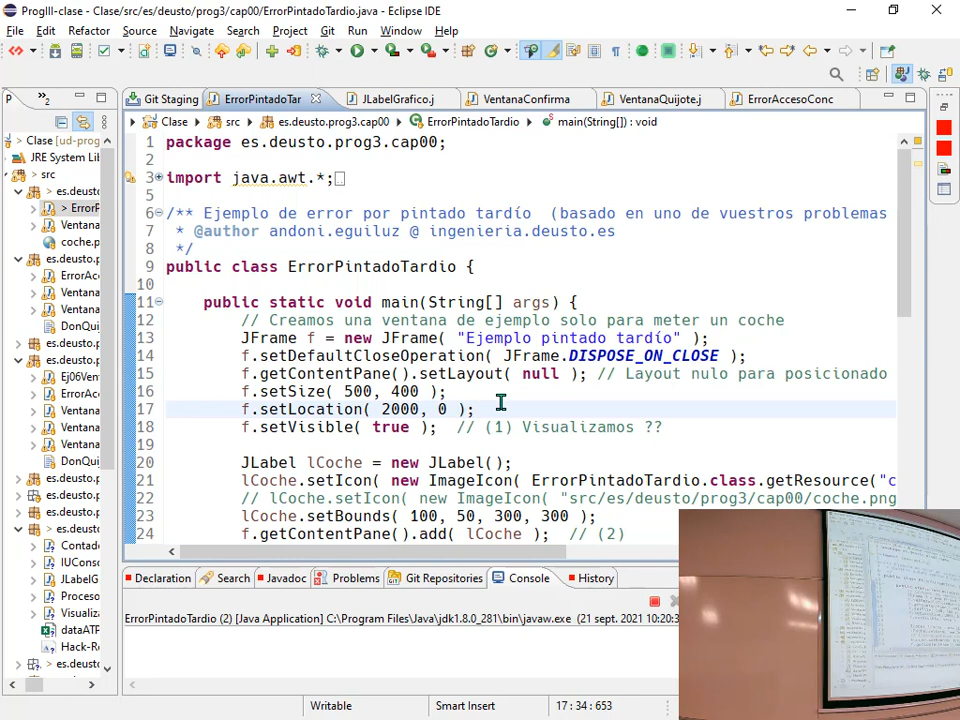 ProgIII-clase - Clase/src/es/deusto/prog3/cap00/ErrorPintadoTardio.java - Eclipse IDE
File Edit Refactor Source Navigate Search Project Git Run Window Help
P
2
Git Staging
ErrorPintadoTar
JLabelGrafico.j
VentanaConfirma
VentanaQuijote.j
ErrorAccesoConc
Clase src es.deusto.prog3.cap00 ErrorPintadoTardio main(String[]) : void
Clase [ud-prog
JRE System Lib
src
es.deusto
> ErrorP
Ventana
coche.p
es.deusto
ErrorAc
Ventana
Ventana
DonQui
es.deusto
es.deusto
Ej06Ven
ErrorAc
Ventana
Ventana
Ventana
DonQui
es.deusto
es.deusto
es.deusto
Contado
IUConso
JLabelG
Proceso
Visualiza
dataATP
Hack-Re
es.deusto
1 package es.deusto.prog3.cap00;
2
3 import java.awt.*;
5
6 /** Ejemplo de error por pintado tardío (basado en uno de vuestros problemas
7 * @author andoni.eguiluz @ ingenieria.deusto.es
8 */
9 public class ErrorPintadoTardio {
10
11 public static void main(String[] args) {
12 // Creamos una ventana de ejemplo solo para meter un coche
13 JFrame f = new JFrame( "Ejemplo pintado tardío" );
14 f.setDefaultCloseOperation( JFrame.DISPOSE_ON_CLOSE );
15 f.getContentPane().setLayout( null ); // Layout nulo para posicionado
16 f.setSize( 500, 400 );
17 f.setLocation( 2000, 0 );
18 f.setVisible( true ); // (1) Visualizamos ??
19
20 JLabel lCoche = new JLabel();
21 lCoche.setIcon( new ImageIcon( ErrorPintadoTardio.class.getResource("c
22 // lCoche.setIcon( new ImageIcon( "src/es/deusto/prog3/cap00/coche.png
23 lCoche.setBounds( 100, 50, 300, 300 );
24 f.getContentPane().add( lCoche ); // (2)
Declaration Search Javadoc Problems Git Repositories Console History
ErrorPintadoTardio (2) [Java Application] C:\Program Files\Java\jdk1.8.0_281\bin\javaw.exe (21 sept. 2021 10:20:3
Writable Smart Insert 17 : 34 : 653